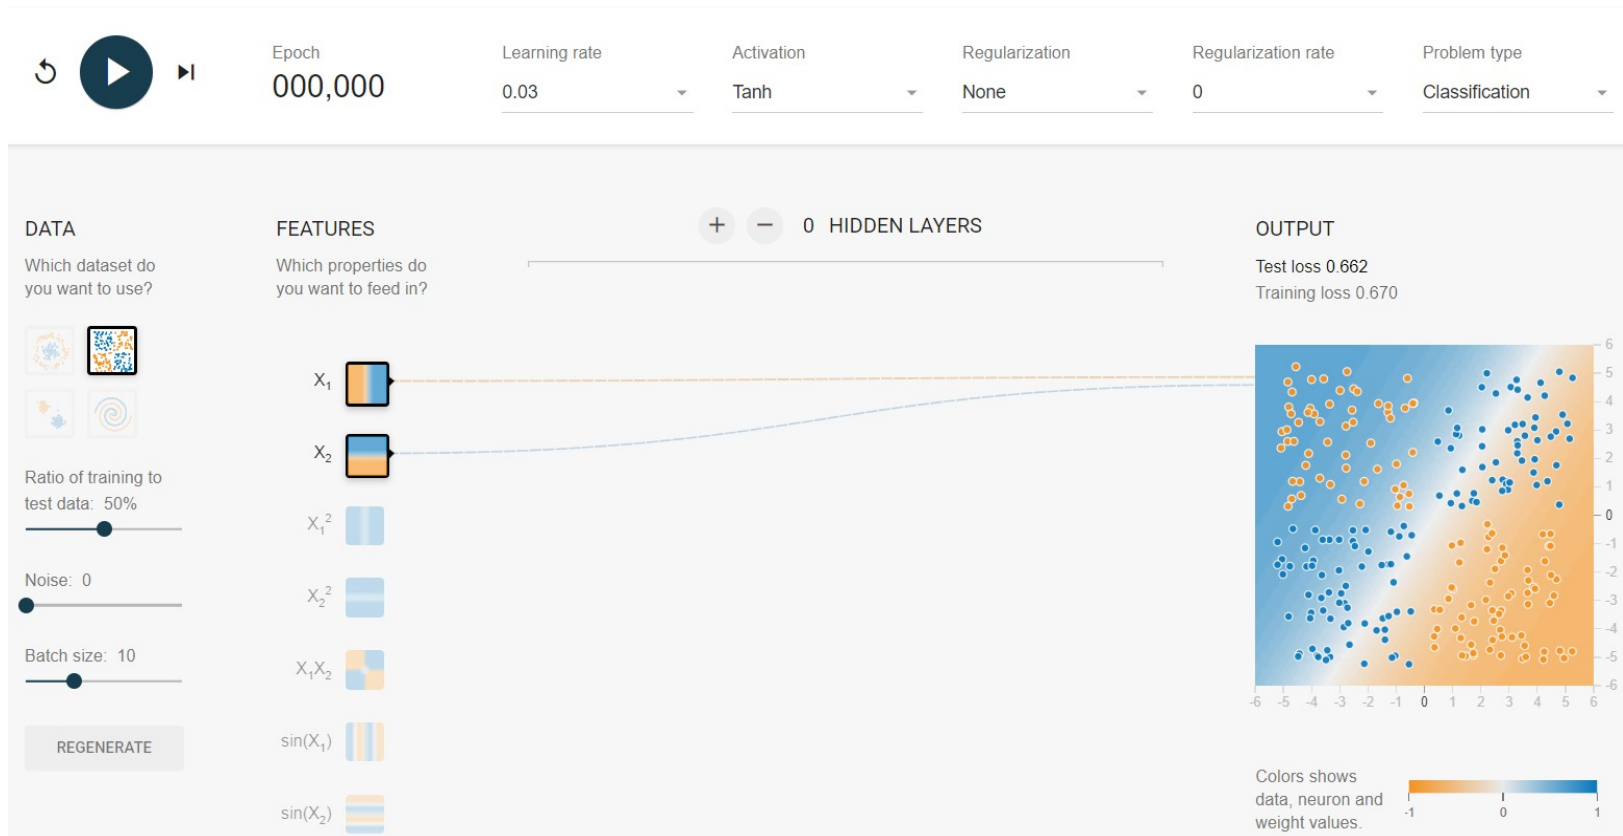 Epoch
000,000
Learning rate
0.03
Activation
Tanh
Regularization
None
Regularization rate
0
Problem type
Classification
DATA
Which dataset do
you want to use?
Ratio of training to
test data: 50%
Noise: 0
Batch size: 10
REGENERATE
FEATURES
Which properties do
you want to feed in?
X₁
X₂
X₁²
X₂²
X₁X₂
sin(X₁)
sin(X₂)
+ − 0 HIDDEN LAYERS
OUTPUT
Test loss 0.662
Training loss 0.670
6
5
4
3
2
1
0
-1
-2
-3
-4
-5
-6
-6 -5 -4 -3 -2 -1 0 1 2 3 4 5 6
Colors shows
data, neuron and
weight values.
-1 0 1